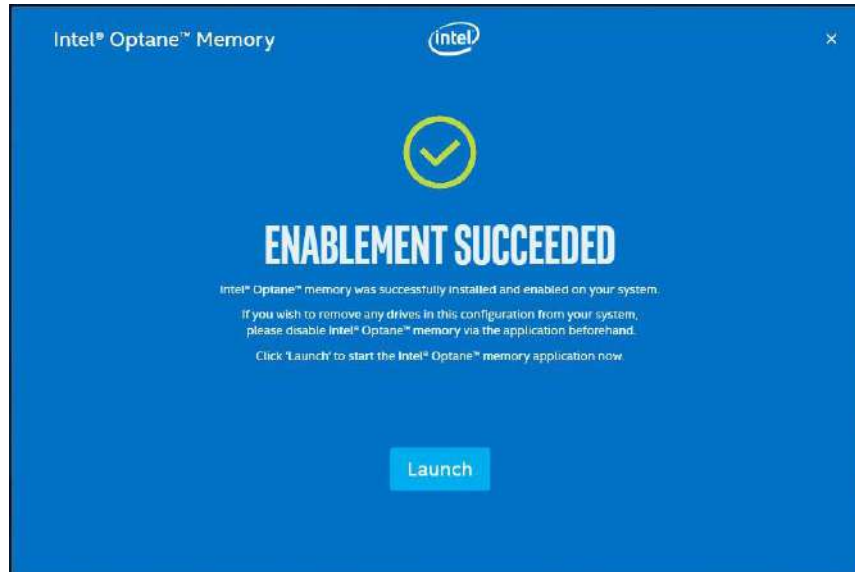 Intel® Optane™ Memory
intel
×
ENABLEMENT SUCCEEDED
Intel® Optane™ memory was successfully installed and enabled on your system.
If you wish to remove any drives in this configuration from your system,
please disable Intel® Optane™ memory via the application beforehand.
Click 'Launch' to start the Intel® Optane™ memory application now.
Launch